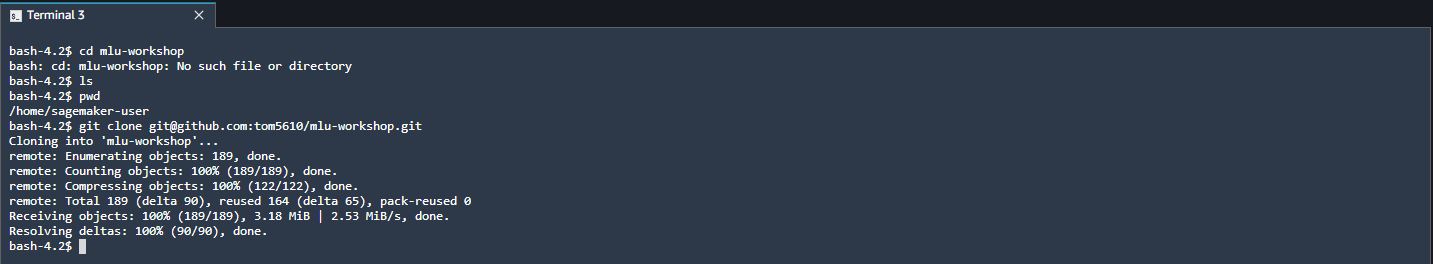 Terminal 3
bash-4.2$ cd mlu-workshop
bash: cd: mlu-workshop: No such file or directory
bash-4.2$ ls
bash-4.2$ pwd
/home/sagemaker-user
bash-4.2$ git clone git@github.com:tom5610/mlu-workshop.git
Cloning into 'mlu-workshop'...
remote: Enumerating objects: 189, done.
remote: Counting objects: 100% (189/189), done.
remote: Compressing objects: 100% (122/122), done.
remote: Total 189 (delta 90), reused 164 (delta 65), pack-reused 0
Receiving objects: 100% (189/189), 3.18 MiB | 2.53 MiB/s, done.
Resolving deltas: 100% (90/90), done.
bash-4.2$